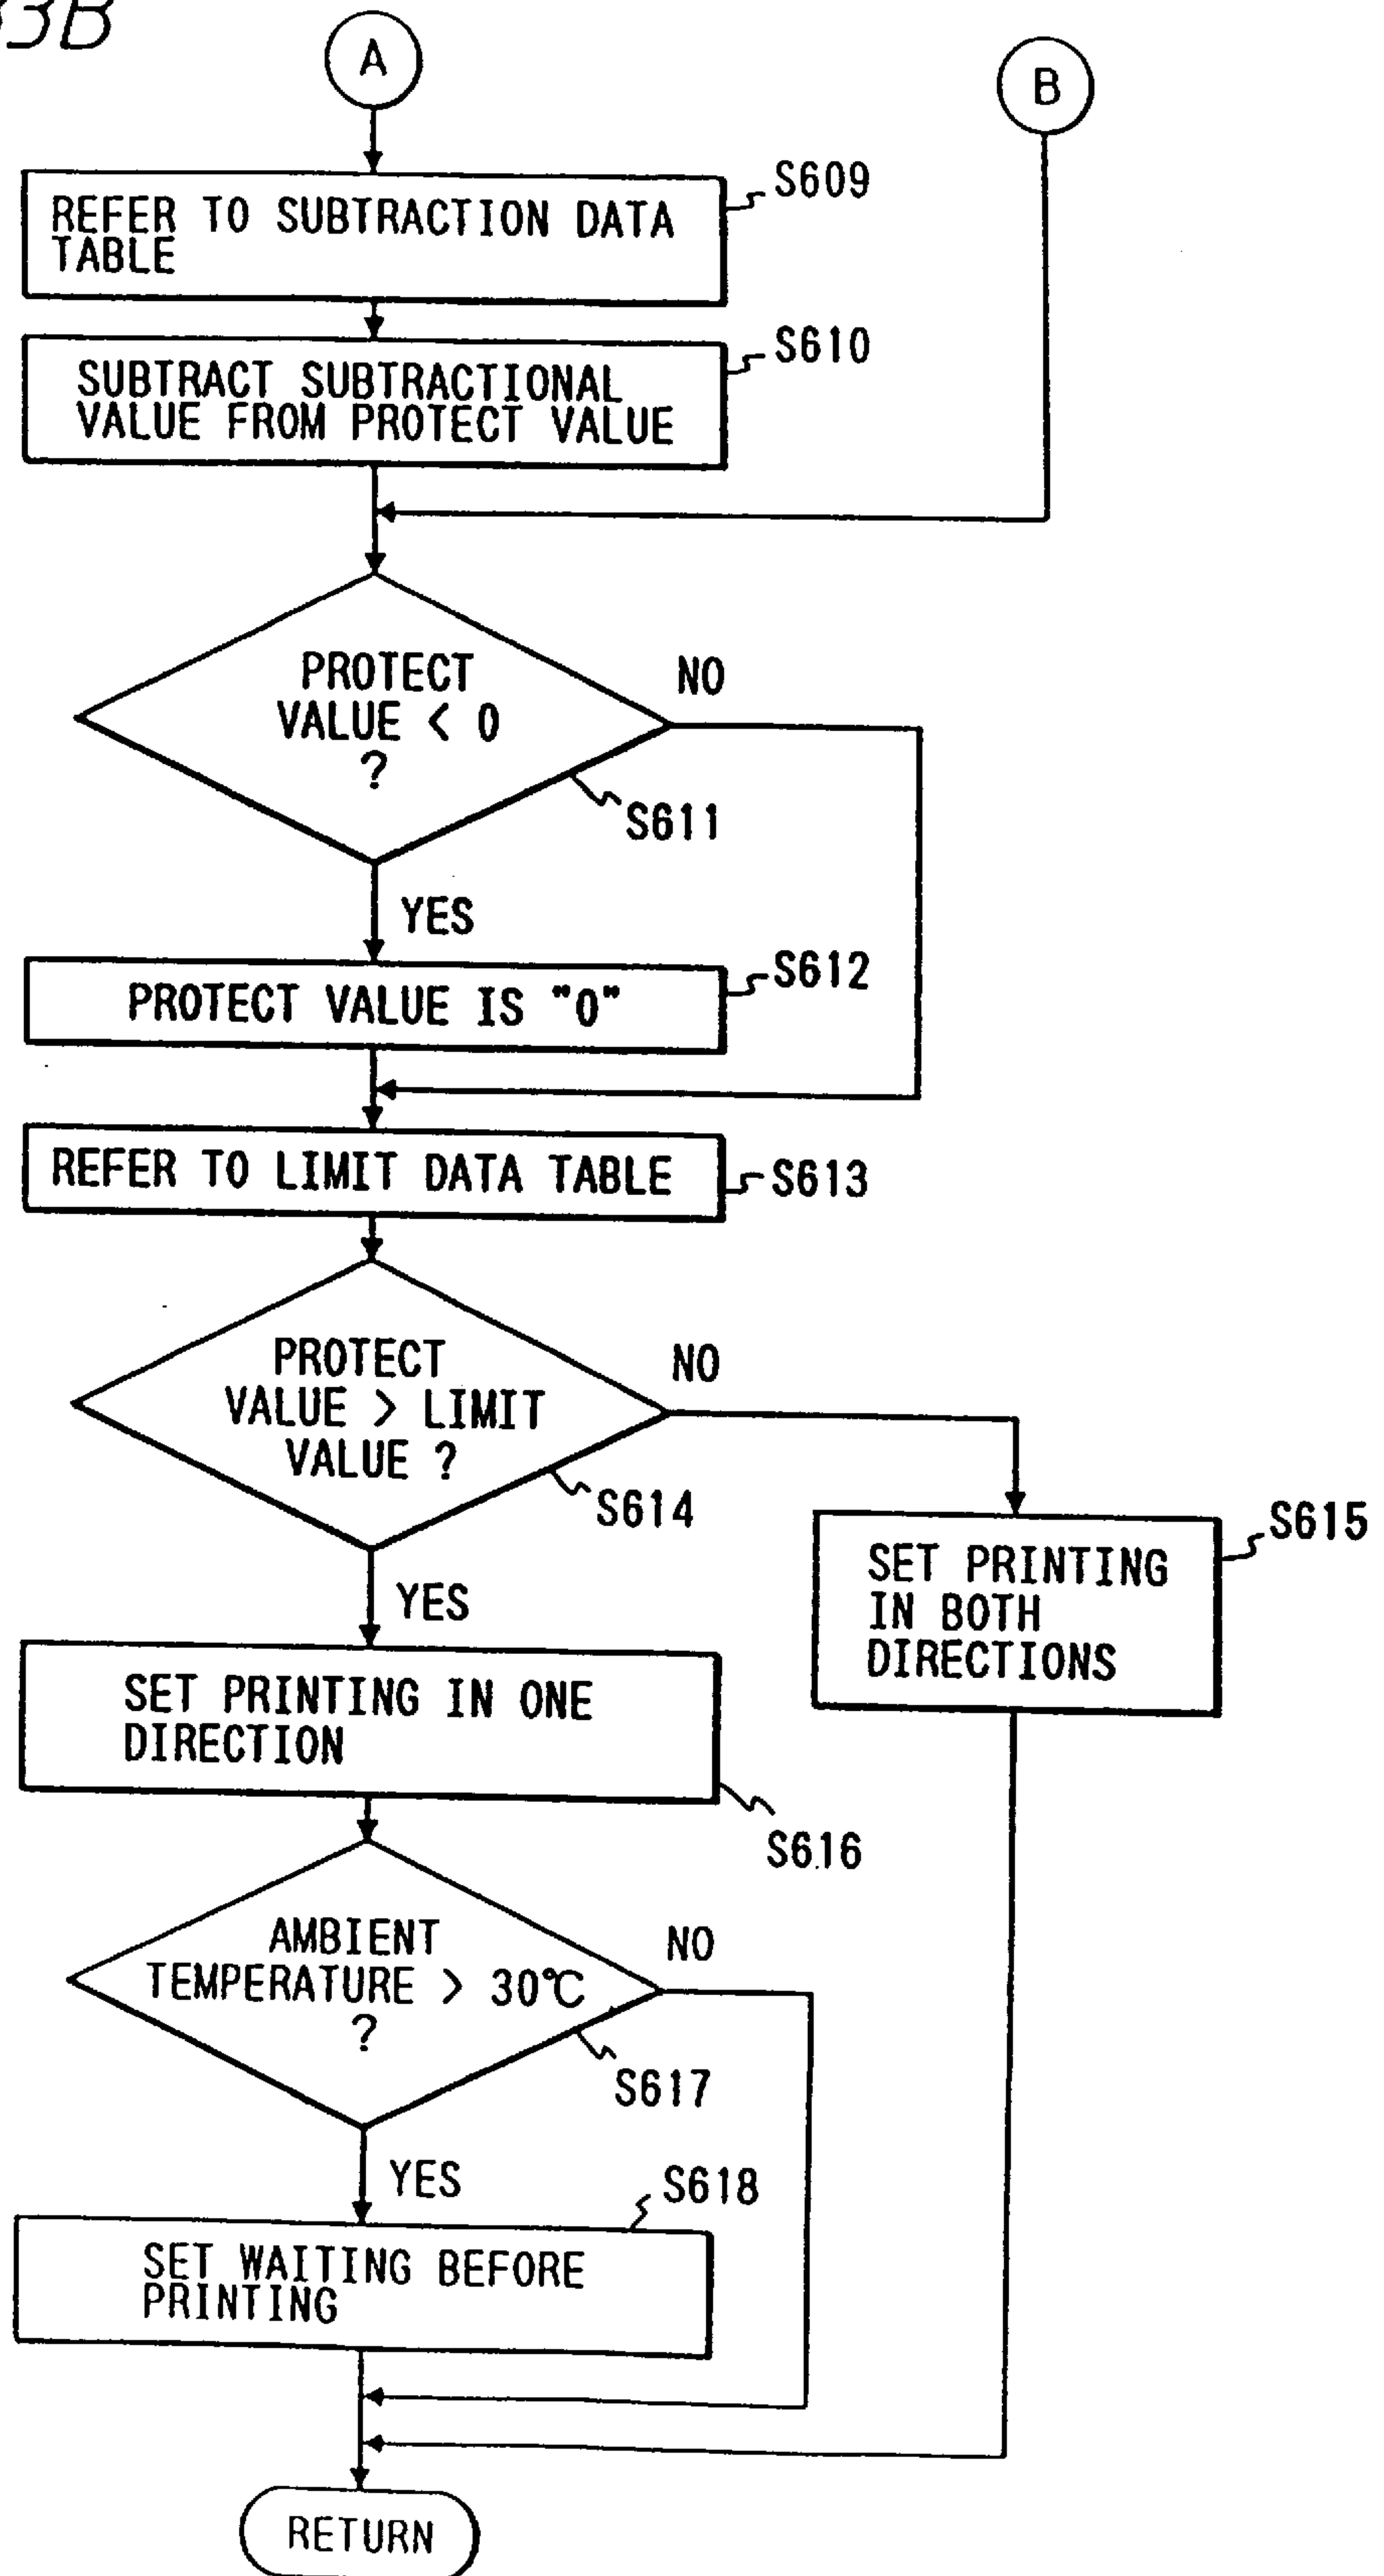 33B
A
B
S609
REFER TO SUBTRACTION DATA
TABLE
S610
SUBTRACT SUBTRACTIONAL
VALUE FROM PROTECT VALUE
PROTECT
VALUE < 0
?
NO
S611
YES
S612
PROTECT VALUE IS "0"
REFER TO LIMIT DATA TABLE
S613
PROTECT
VALUE > LIMIT
VALUE ?
NO
S614
S615
SET PRINTING
IN BOTH
DIRECTIONS
YES
SET PRINTING IN ONE
DIRECTION
S616
AMBIENT
TEMPERATURE > 30℃
?
NO
S617
YES
S618
SET WAITING BEFORE
PRINTING
RETURN